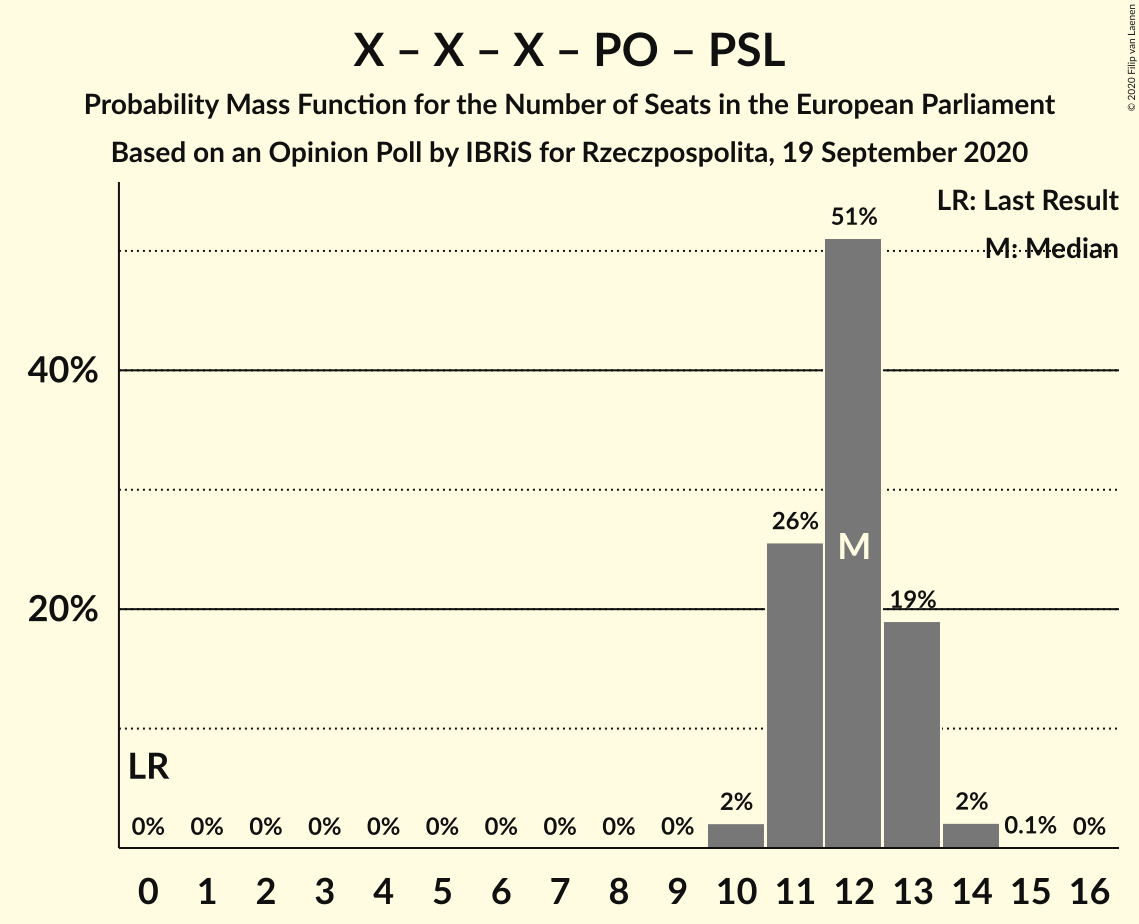 X – X – X – PO – PSL
Probability Mass Function for the Number of Seats in the European Parliament
Based on an Opinion Poll by IBRiS for Rzeczpospolita, 19 September 2020
© 2020 Filip van Laenen
LR: Last Result
M: Median
51%
40%
26%
M
20%
19%
LR
0% 0% 0% 0% 0% 0% 0% 0% 0% 0% 2% 2% 0.1% 0%
0 1 2 3 4 5 6 7 8 9 10 11 12 13 14 15 16